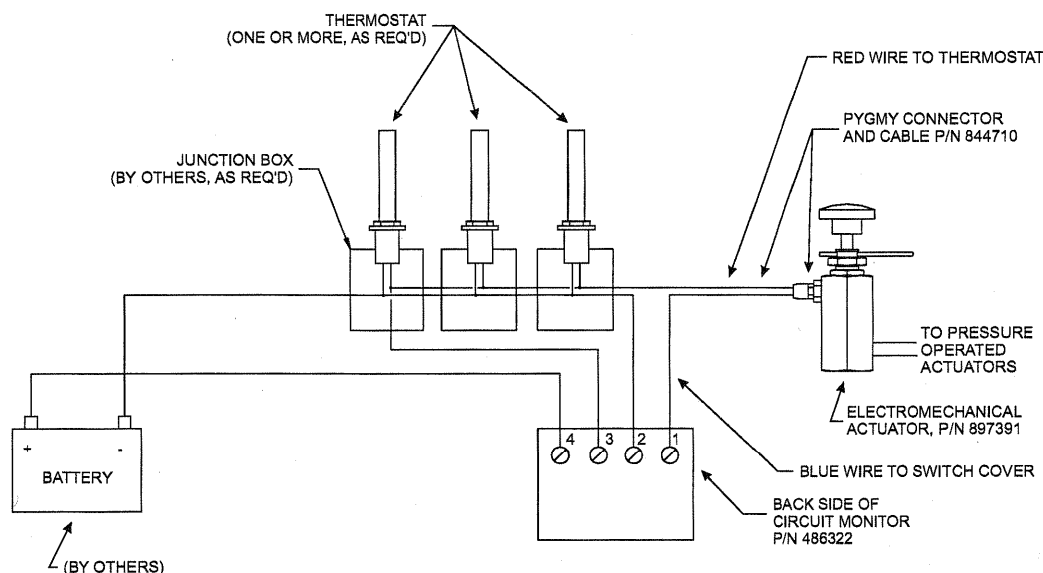 THERMOSTAT
(ONE OR MORE, AS REQ'D)
RED WIRE TO THERMOSTAT
PYGMY CONNECTOR
AND CABLE P/N 844710
JUNCTION BOX
(BY OTHERS, AS REQ'D)
TO PRESSURE
OPERATED
ACTUATORS
ELECTROMECHANICAL
ACTUATOR, P/N 897391
4 3 2 1
+ -
BATTERY
BLUE WIRE TO SWITCH COVER
BACK SIDE OF
CIRCUIT MONITOR
P/N 486322
(BY OTHERS)